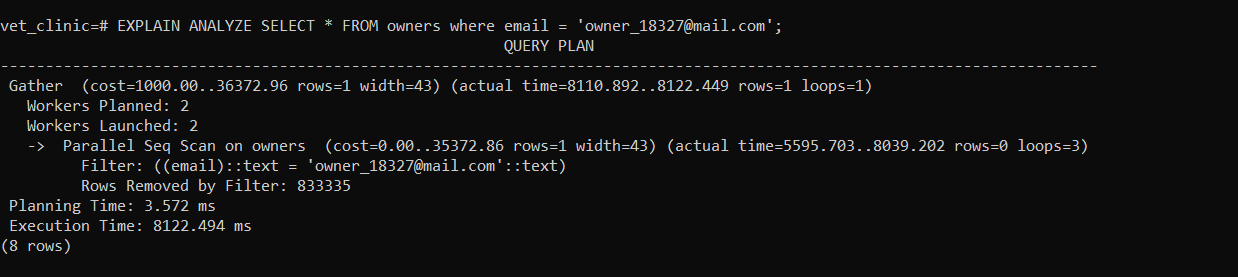 vet_clinic=# EXPLAIN ANALYZE SELECT * FROM owners where email = 'owner_18327@mail.com';
QUERY PLAN
-----------------------------------------------------------------------------------------------------------------------------
Gather  (cost=1000.00..36372.96 rows=1 width=43) (actual time=8110.892..8122.449 rows=1 loops=1)
Workers Planned: 2
Workers Launched: 2
->  Parallel Seq Scan on owners  (cost=0.00..35372.86 rows=1 width=43) (actual time=5595.703..8039.202 rows=0 loops=3)
Filter: ((email)::text = 'owner_18327@mail.com'::text)
Rows Removed by Filter: 833335
Planning Time: 3.572 ms
Execution Time: 8122.494 ms
(8 rows)